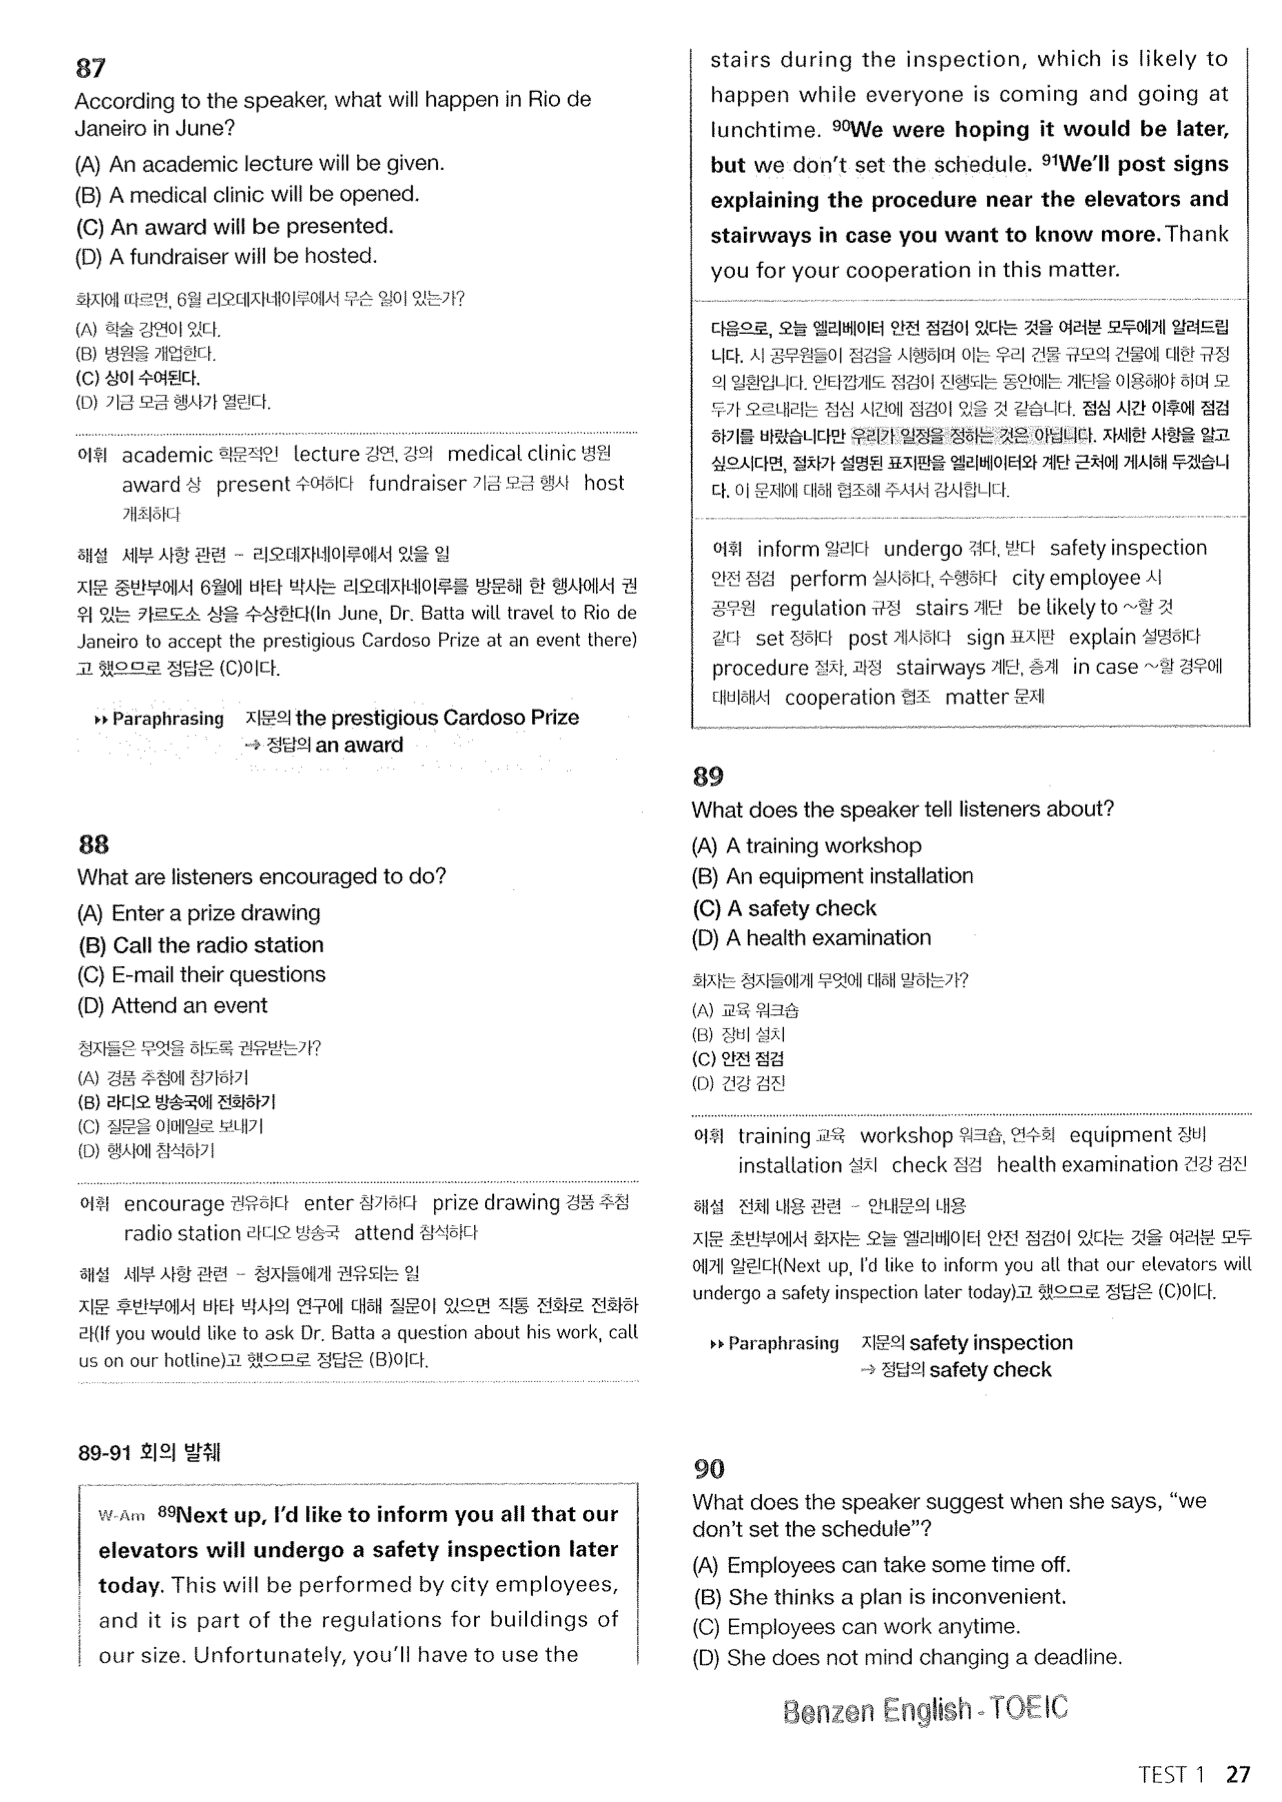 87
According to the speaker, what will happen in Rio de
Janeiro in June?
(A) An academic lecture will be given.
(B) A medical clinic will be opened.
(C) An award will be presented.
(D) A fundraiser will be hosted.
화자에 따르면, 6월 리오데자네이루에서 무슨 일이 있는가?
(A) 학술 강연이 있다.
(B) 병원을 개업한다.
(C) 상이 수여된다.
(D) 기금 모금 행사가 열린다.
어휘 academic 학문적인 lecture 강연, 강의 medical clinic 병원
award 상 present 수여하다 fundraiser 기금 모금 행사 host
개최하다
해설 세부 사항 관련 – 리오데자네이루에서 있을 일
지문 중반부에서 6월에 바타 박사는 리오데자네이루를 방문해 한 행사에서 권
위 있는 카르도소 상을 수상한다(In June, Dr. Batta will travel to Rio de
Janeiro to accept the prestigious Cardoso Prize at an event there)
고 했으므로 정답은 (C)이다.
▸▸ Paraphrasing 지문의 the prestigious Cardoso Prize
→ 정답의 an award
88
What are listeners encouraged to do?
(A) Enter a prize drawing
(B) Call the radio station
(C) E-mail their questions
(D) Attend an event
청자들은 무엇을 하도록 권유받는가?
(A) 경품 추첨에 참가하기
(B) 라디오 방송국에 전화하기
(C) 질문을 이메일로 보내기
(D) 행사에 참석하기
어휘 encourage 권유하다 enter 참가하다 prize drawing 경품 추첨
radio station 라디오 방송국 attend 참석하다
해설 세부 사항 관련 – 청자들에게 권유되는 일
지문 후반부에서 바타 박사의 연구에 대해 질문이 있으면 직통 전화로 전화하
라(If you would like to ask Dr. Batta a question about his work, call
us on our hotline)고 했으므로 정답은 (B)이다.
89-91 회의 발췌
W-Am 89Next up, I'd like to inform you all that our
elevators will undergo a safety inspection later
today. This will be performed by city employees,
and it is part of the regulations for buildings of
our size. Unfortunately, you'll have to use the
stairs during the inspection, which is likely to
happen while everyone is coming and going at
lunchtime. 90We were hoping it would be later,
but we don't set the schedule. 91We'll post signs
explaining the procedure near the elevators and
stairways in case you want to know more. Thank
you for your cooperation in this matter.
다음으로, 오늘 엘리베이터 안전 점검이 있다는 것을 여러분 모두에게 알려드립
니다. 시 공무원들이 점검을 시행하며 이는 우리 건물 규모의 건물에 대한 규정
의 일환입니다. 안타깝게도 점검이 진행되는 동안에는 계단을 이용해야 하며 모
두가 오르내리는 점심 시간에 점검이 있을 것 같습니다. 점심 시간 이후에 점검
하기를 바랐습니다만 우리가 일정을 정하는 것은 아닙니다. 자세한 사항을 알고
싶으시다면, 절차가 설명된 표지판을 엘리베이터와 계단 근처에 게시해 두겠습니
다. 이 문제에 대해 협조해 주셔서 감사합니다.
어휘 inform 알리다 undergo 겪다, 받다 safety inspection
안전 점검 perform 실시하다, 수행하다 city employee 시
공무원 regulation 규정 stairs 계단 be likely to ~할 것
같다 set 정하다 post 게시하다 sign 표지판 explain 설명하다
procedure 절차, 과정 stairways 계단, 층계 in case ~할 경우에
대비해서 cooperation 협조 matter 문제
89
What does the speaker tell listeners about?
(A) A training workshop
(B) An equipment installation
(C) A safety check
(D) A health examination
화자는 청자들에게 무엇에 대해 말하는가?
(A) 교육 워크숍
(B) 장비 설치
(C) 안전 점검
(D) 건강 검진
어휘 training 교육 workshop 워크숍, 연수회 equipment 장비
installation 설치 check 점검 health examination 건강 검진
해설 전체 내용 관련 – 안내문의 내용
지문 초반부에서 화자는 오늘 엘리베이터 안전 점검이 있다는 것을 여러분 모두
에게 알린다(Next up, I'd like to inform you all that our elevators will
undergo a safety inspection later today)고 했으므로 정답은 (C)이다.
▸▸ Paraphrasing 지문의 safety inspection
→ 정답의 safety check
90
What does the speaker suggest when she says, “we
don't set the schedule”?
(A) Employees can take some time off.
(B) She thinks a plan is inconvenient.
(C) Employees can work anytime.
(D) She does not mind changing a deadline.
Benzen English - TOEIC
TEST 1 27